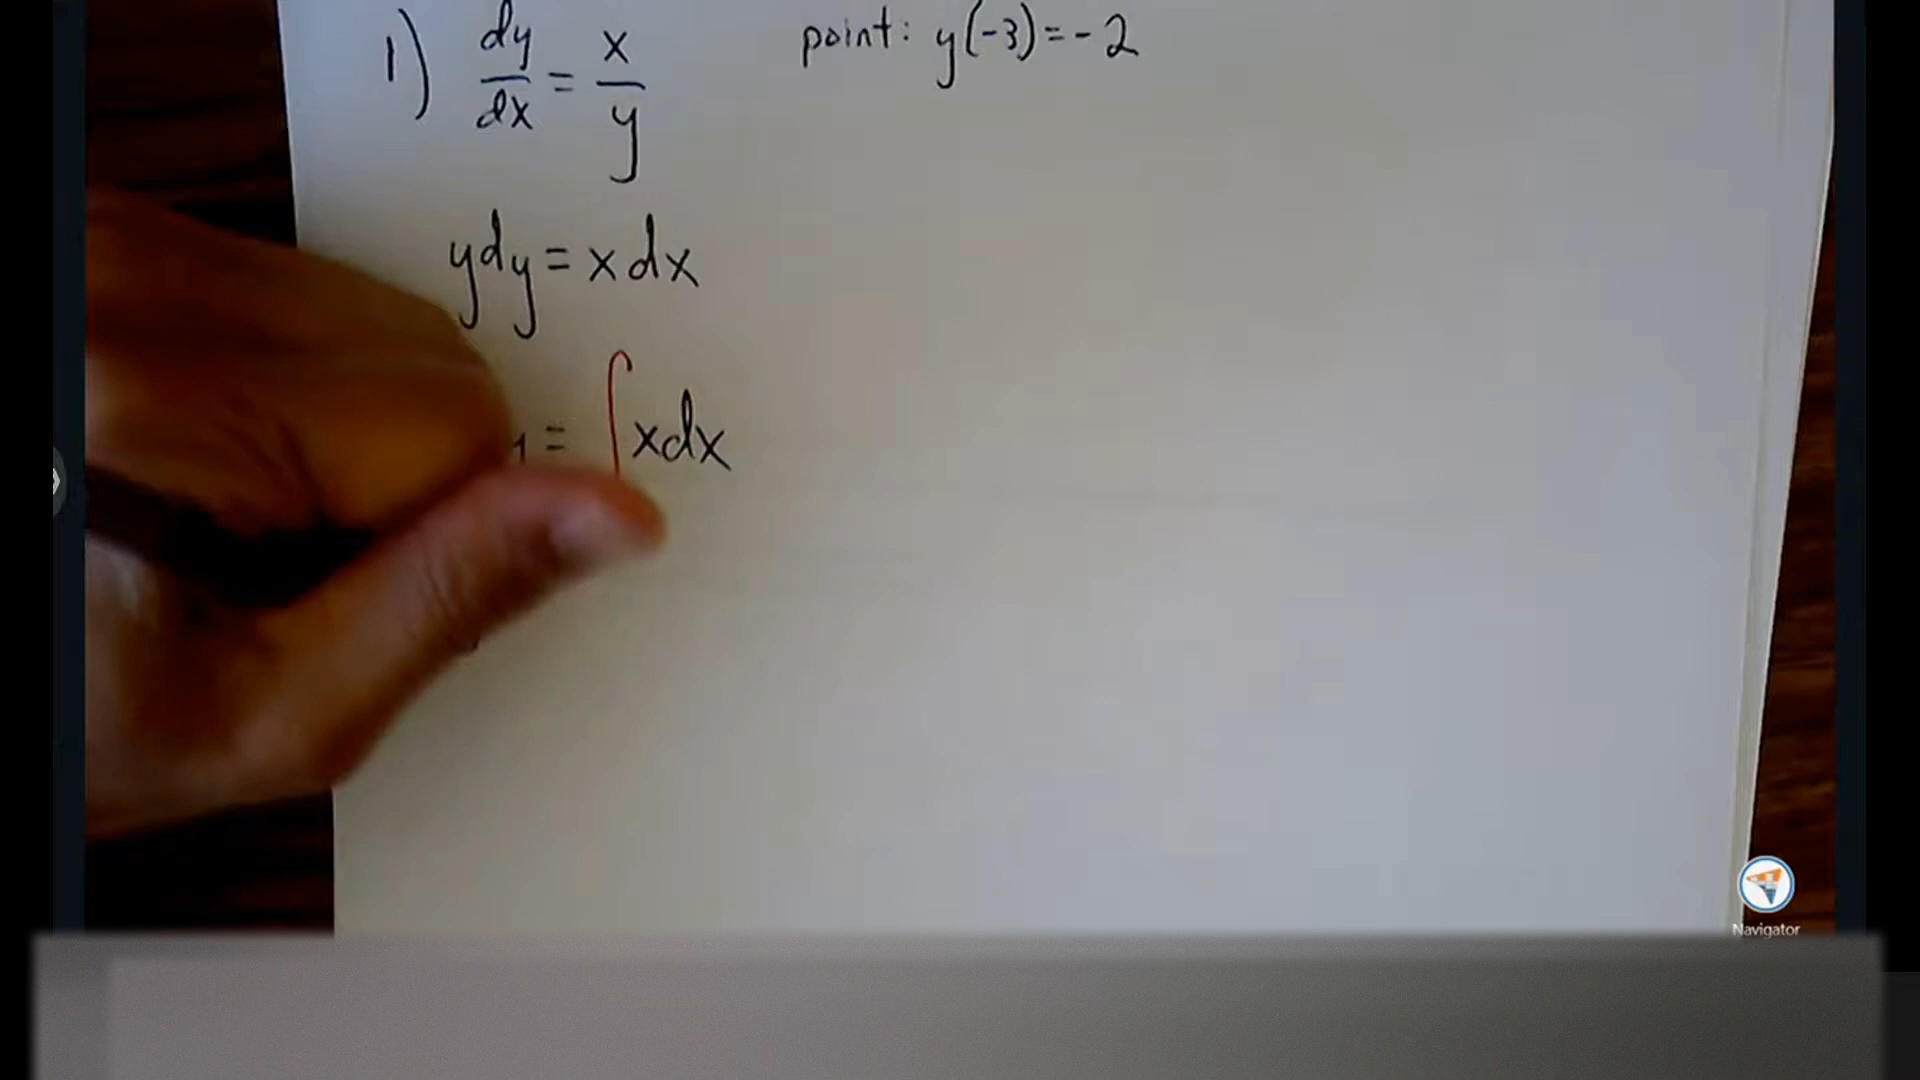 1) dy/dx = x/y point: y(-3)=-2
ydy = xdx
= ∫xdx
Navigator